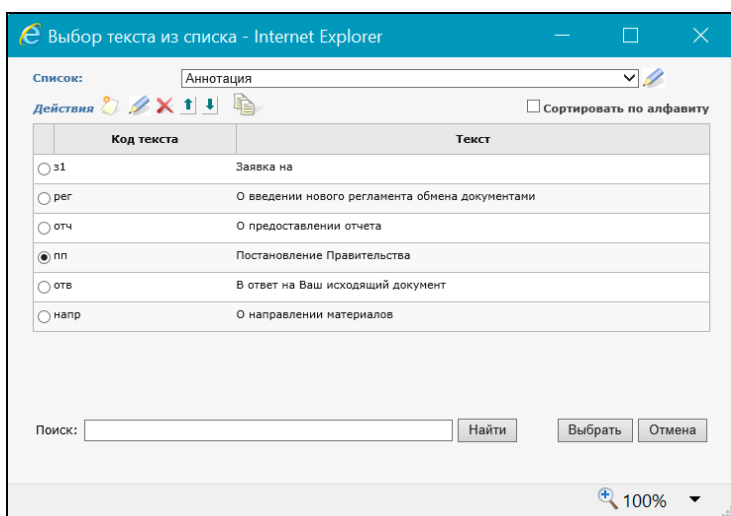 Выбор текста из списка - Internet Explorer
Список: Аннотация
Действия Сортировать по алфавиту
Код текста Текст
з1 Заявка на
рег О введении нового регламента обмена документами
отч О предоставлении отчета
пп Постановление Правительства
отв В ответ на Ваш исходящий документ
напр О направлении материалов
Поиск: Найти Выбрать Отмена
100%